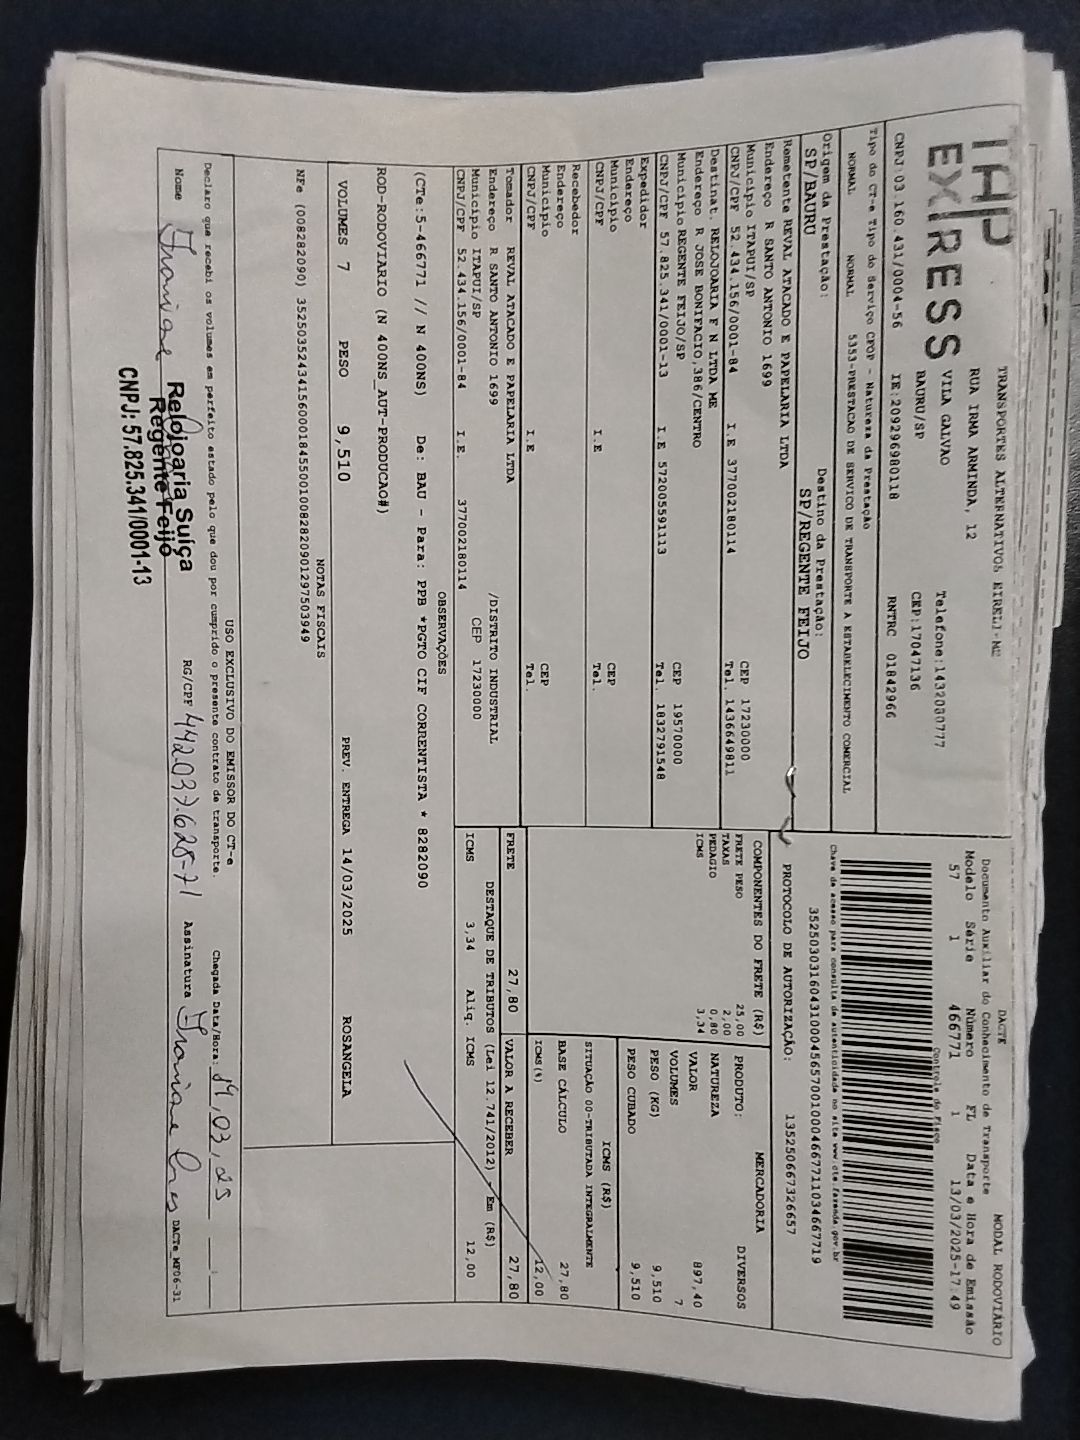 TAP
EXPRESS
TRANSPORTES ALTERNATIVOS EIRELI-ME
RUA IRMA ARMINDA, 12
VILA GALVAO
BAURU/SP
Telefone:1432080777
CEP:17047136
CNPJ.03.160.431/0004-56 IE:209296980118 RNTRC 01842966
DACTE MODAL RODOVIÁRIO
Documento Auxiliar do Conhecimento de Transporte
Modelo Série Número FL Data e Hora de Emissão
57 1 466771 1 13/03/2025-17:49
Controle do Fisco
Chave de acesso para consulta de autenticidade no site www.cte.fazenda.gov.br
35250303160431000456570010004667711034667719
PROTOCOLO DE AUTORIZAÇÃO: 135250667326657
Tipo do CT-e Tipo do Serviço CFOP - Natureza da Prestação
NORMAL NORMAL 5353-PRESTACAO DE SERVICO DE TRANSPORTE A ESTABELECIMENTO COMERCIAL
Origem da Prestação: Destino da Prestação:
SP/BAURU SP/REGENTE FEIJO
Remetente REVAL ATACADO E PAPELARIA LTDA
Endereço R SANTO ANTONIO 1699
Município ITAPUI/SP CEP 17230000
CNPJ/CPF 52.434.156/0001-84 I.E 377002180114 Tel. 1436649811
Destinat. RELOJOARIA F N LTDA ME
Endereço R JOSE BONIFACIO,386/CENTRO
Município REGENTE FEIJO/SP CEP 19570000
CNPJ/CPF 57.825.341/0001-13 I.E 572005591113 Tel. 1832791548
Expedidor
Endereço
Município CEP
CNPJ/CPF I.E Tel.
Recebedor
Endereço
Município CEP
CNPJ/CPF I.E Tel.
Tomador REVAL ATACADO E PAPELARIA LTDA
Endereço R SANTO ANTONIO 1699 /DISTRITO INDUSTRIAL
Município ITAPUI/SP CEP 17230000
CNPJ/CPF 52.434.156/0001-84 I.E. 377002180114
COMPONENTES DO FRETE (R$)
FRETE PESO 25,00
TAXAS 2,00
PEDAGIO 0,80
ICMS 3,34
MERCADORIA
PRODUTO: DIVERSOS
NATUREZA
VALOR 897,40
VOLUMES 7
PESO (KG) 9,510
PESO CUBADO 9,510
ICMS (R$)
SITUAÇÃO 00-TRIBUTADA INTEGRALMENTE
BASE CÁLCULO 27,80
ICMS(%) 12,00
FRETE 27,80 VALOR A RECEBER 27,80
DESTAQUE DE TRIBUTOS (Lei 12.741/2012) - Em (R$)
ICMS 3,34 Aliq. ICMS 12,00
OBSERVAÇÕES
(CTe:5-466771 // N 400NS) De: BAU - Para: PPB *PGTO CIF CORRENTISTA * 8282090
ROD-RODOVIARIO (N 400NS_AUT-PRODUCAO#)
VOLUMES 7 PESO 9,510 PREV. ENTREGA 14/03/2025 ROSANGELA
NOTAS FISCAIS
NFe (008282090) 35250352434156000184550010082820901297503949
USO EXCLUSIVO DO EMISSOR DO CT-e
Declaro que recebi os volumes em perfeito estado pelo que dou por cumprido o presente contrato de transporte. Chegada Data/Hora: 14,03,25
Nome RG/CPF 442037.628-71 Assinatura DACTe_MF06-31
Relojoaria Suíça
Regente Feijó
CNPJ: 57.825.341/0001-13